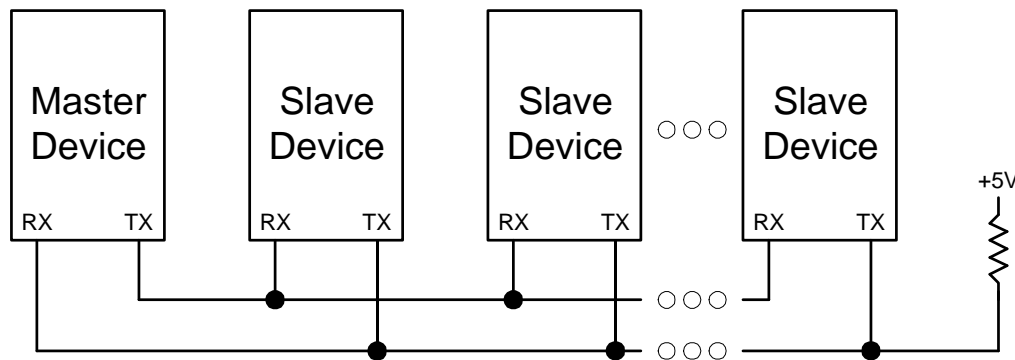 Master
Device
Slave
Device
Slave
Device
Slave
Device
+5V
RX TX
RX TX
RX TX
RX TX